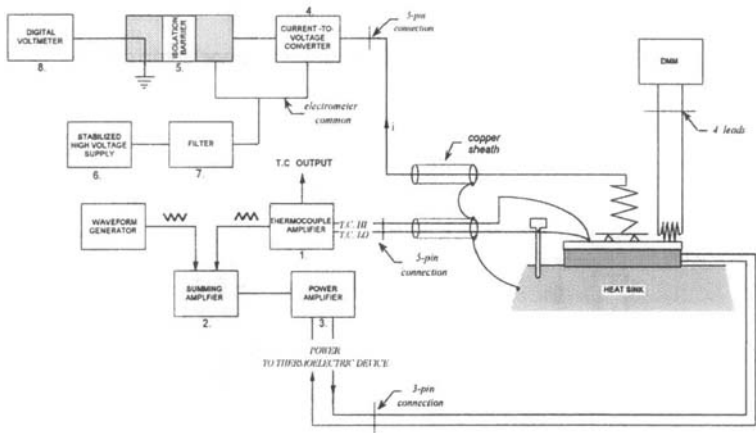 DIGITAL
VOLTMETER
8.
ISOLATION
BARRIER
5.
4.
CURRENT-TO-
VOLTAGE
CONVERTER
5-pin
connection
DMM
4 leads
electrometer
common
STABILIZED
HIGH VOLTAGE
SUPPLY
6.
FILTER
7.
i
copper
sheath
T.C OUTPUT
WAVEFORM
GENERATOR
THERMOCOUPLE
AMPLIFIER
1.
T.C. HI
T.C. LO
5-pin
connection
SUMMING
AMPLFIER
2.
POWER
AMPLIFIER
3.
HEAT SINK
POWER
TO THERMOELECTRIC DEVICE
3-pin
connection